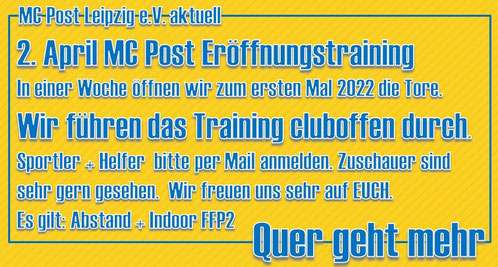 MC Post Leipzig e.V. aktuell
2. April MC Post Eröffnungstraining
In einer Woche öffnen wir zum ersten Mal 2022 die Tore.
Wir führen das Training cluboffen durch.
Sportler + Helfer bitte per Mail anmelden. Zuschauer sind
sehr gern gesehen. Wir freuen uns sehr auf EUCH.
Es gilt: Abstand + Indoor FFP2
Quer geht mehr